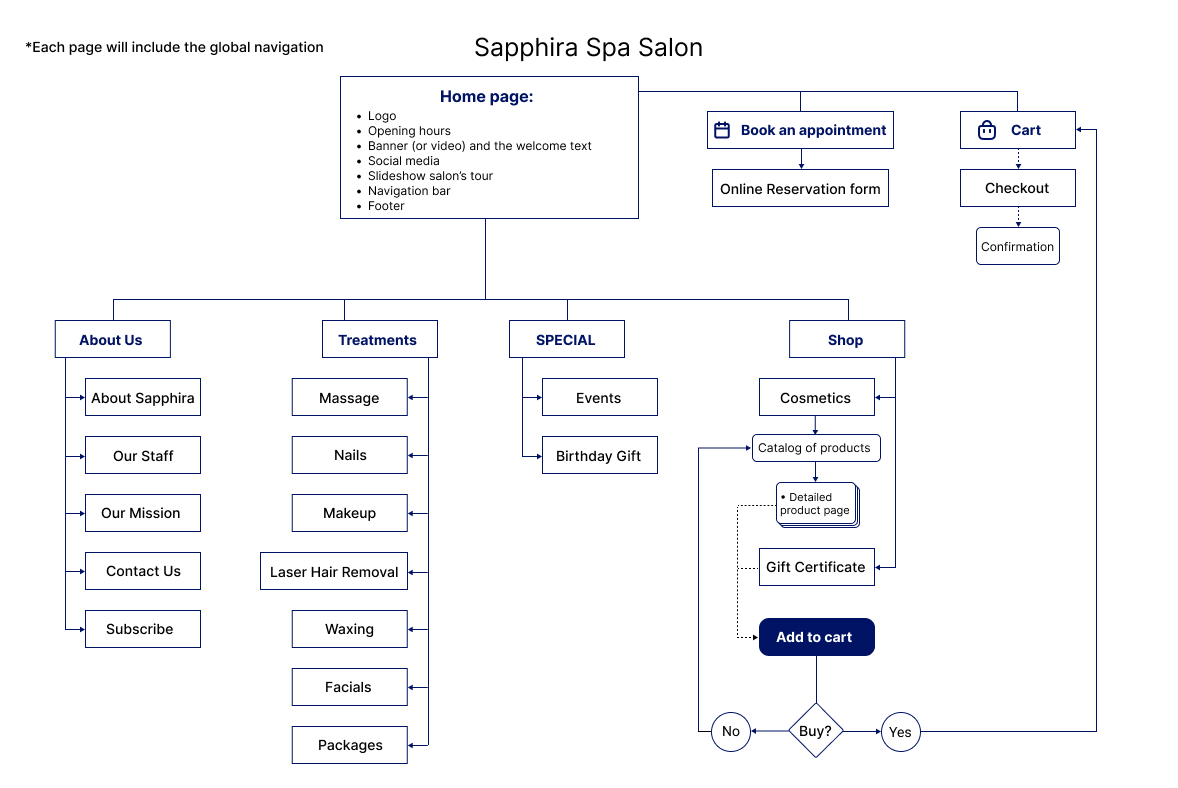 *Each page will include the global navigation
Sapphira Spa Salon
Home page:
• Logo
• Opening hours
• Banner (or video) and the welcome text
• Social media
• Slideshow salon's tour
• Navigation bar
• Footer
Book an appointment
Online Reservation form
Cart
Checkout
Confirmation
About Us
About Sapphira
Our Staff
Our Mission
Contact Us
Subscribe
Treatments
Massage
Nails
Makeup
Laser Hair Removal
Waxing
Facials
Packages
SPECIAL
Events
Birthday Gift
Shop
Cosmetics
Catalog of products
• Detailed
product page
Gift Certificate
Add to cart
No
Buy?
Yes